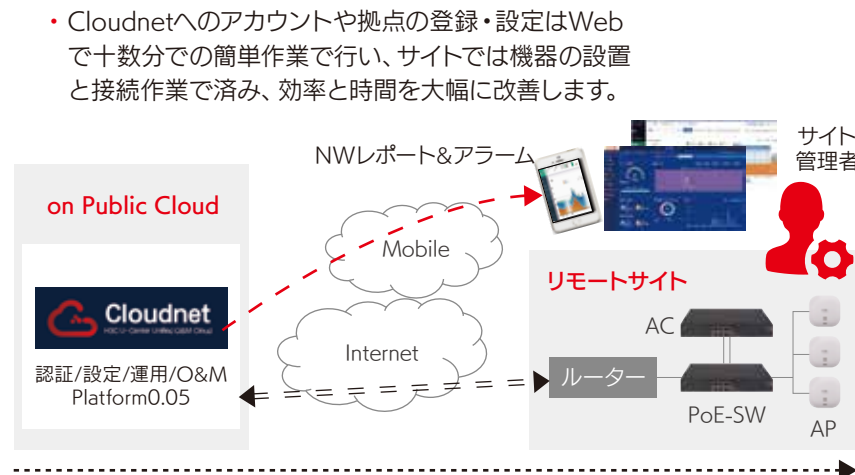 ・Cloudnetへのアカウントや拠点の登録・設定はWeb
で十数分での簡単作業で行い、サイトでは機器の設置
と接続作業で済み、効率と時間を大幅に改善します。
NWレポート&アラーム
サイト
管理者
on Public Cloud
Mobile
リモートサイト
Cloudnet
AC
Internet
ルーター
認証/設定/運用/O&M
Platform0.05
PoE-SW
AP